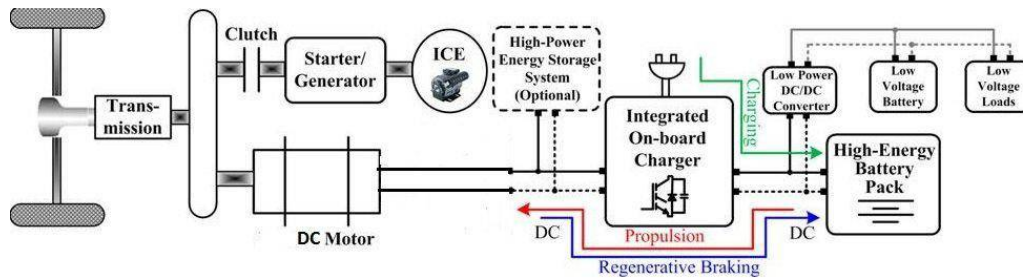 Clutch
Starter/
Generator
ICE
High-Power
Energy Storage
System
(Optional)
Charging
Low Power
DC/DC
Converter
Low
Voltage
Battery
Low
Voltage
Loads
Trans-
mission
Integrated
On-board
Charger
High-Energy
Battery
Pack
DC Motor
DC
Propulsion
DC
Regenerative Braking